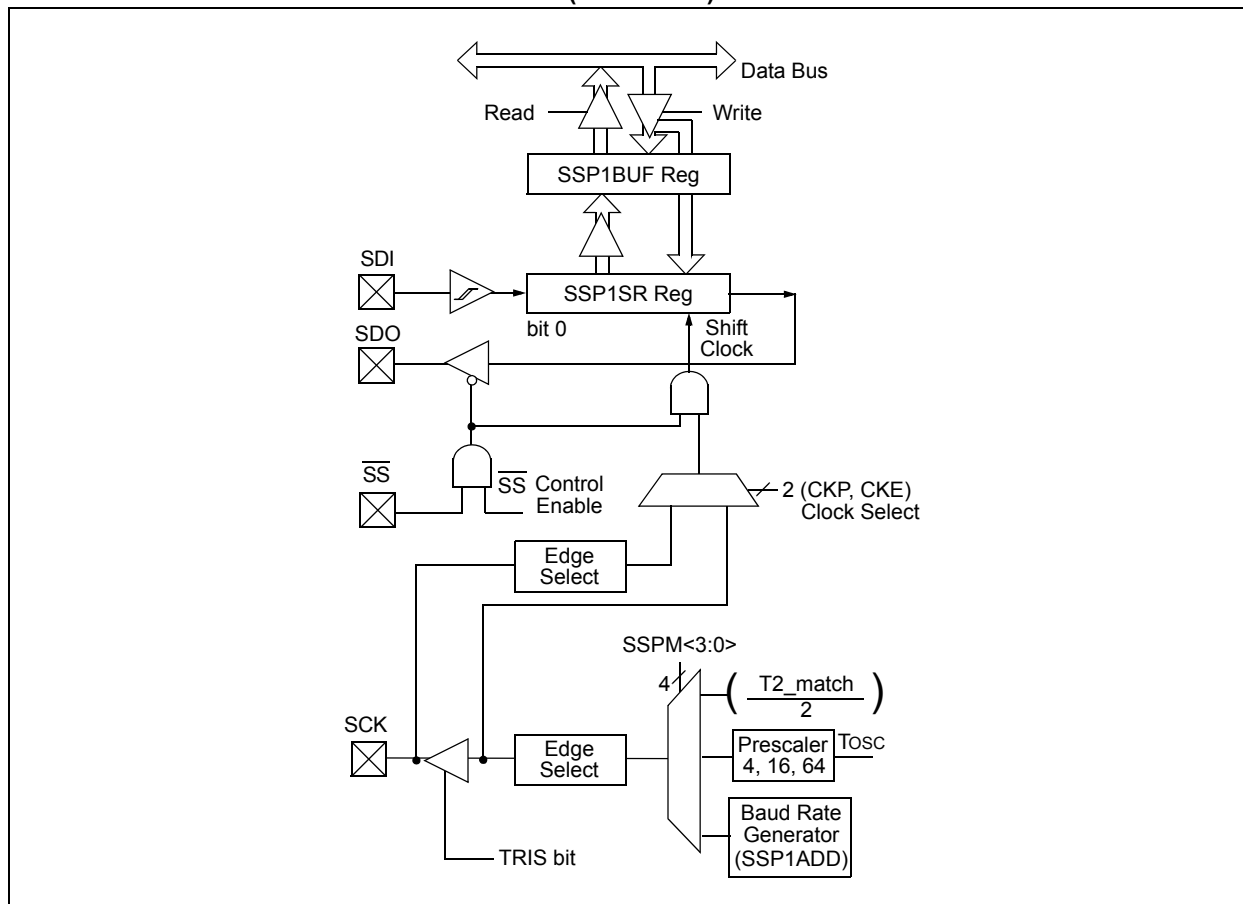 Data Bus
Read
Write
SSP1BUF Reg
SDI
SSP1SR Reg
bit 0
Shift
Clock
SDO
SS
SS Control
Enable
2 (CKP, CKE)
Clock Select
Edge
Select
SSPM<3:0>
4
( T2_match
2 )
SCK
Edge
Select
Prescaler
4, 16, 64
TOSC
Baud Rate
Generator
(SSP1ADD)
TRIS bit